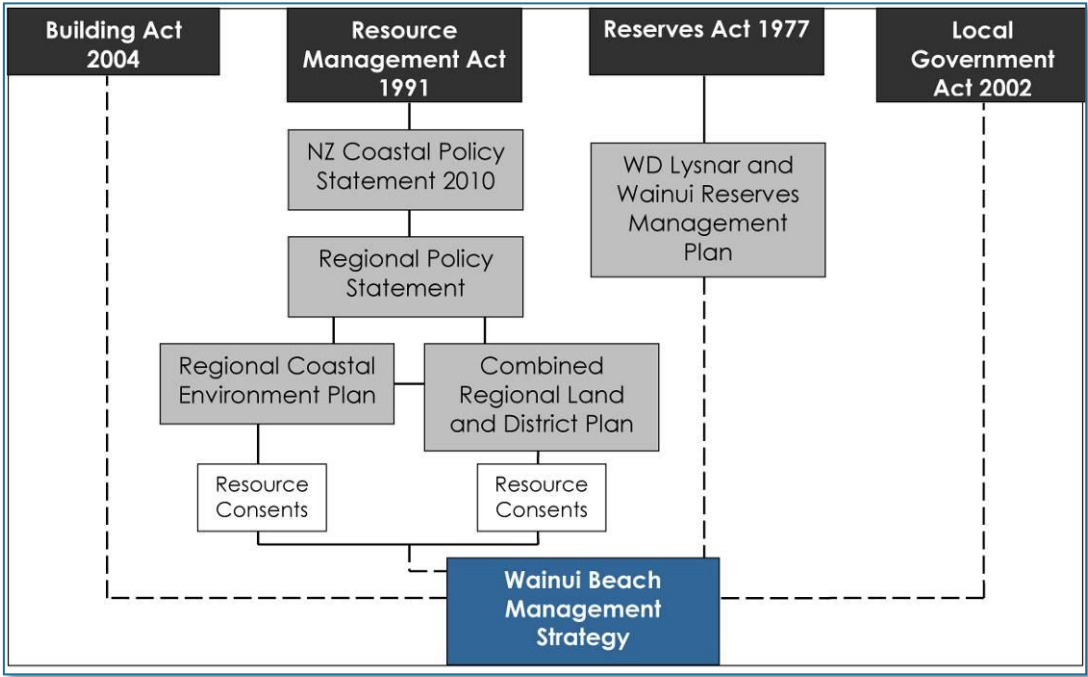 Building Act
2004
Resource
Management Act
1991
Reserves Act 1977
Local
Government
Act 2002
NZ Coastal Policy
Statement 2010
WD Lysnar and
Wainui Reserves
Management
Plan
Regional Policy
Statement
Regional Coastal
Environment Plan
Combined
Regional Land
and District Plan
Resource
Consents
Resource
Consents
Wainui Beach
Management
Strategy